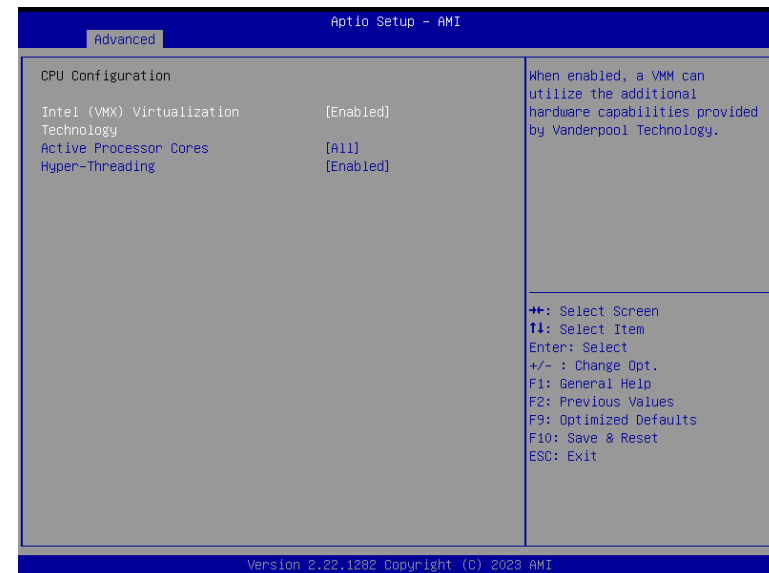 Aptio Setup – AMI
Advanced
CPU Configuration
Intel (VMX) Virtualization [Enabled]
Technology
Active Processor Cores [All]
Hyper-Threading [Enabled]
When enabled, a VMM can
utilize the additional
hardware capabilities provided
by Vanderpool Technology.
→←: Select Screen
↑↓: Select Item
Enter: Select
+/- : Change Opt.
F1: General Help
F2: Previous Values
F9: Optimized Defaults
F10: Save & Reset
ESC: Exit
Version 2.22.1282 Copyright (C) 2023 AMI